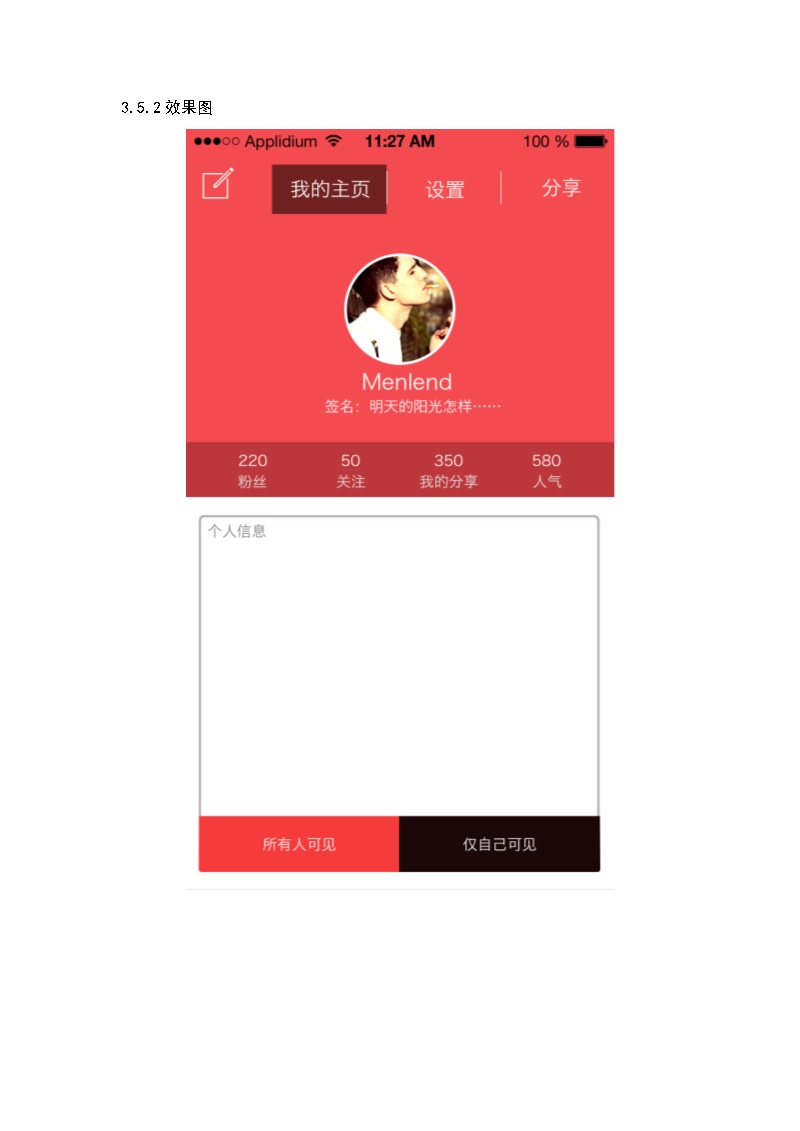 3.5.2效果图
Applidium 11:27 AM 100 %
我的主页 设置 分享
Menlend
签名：明天的阳光怎样……
220 50 350 580
粉丝 关注 我的分享 人气
个人信息
所有人可见 仅自己可见